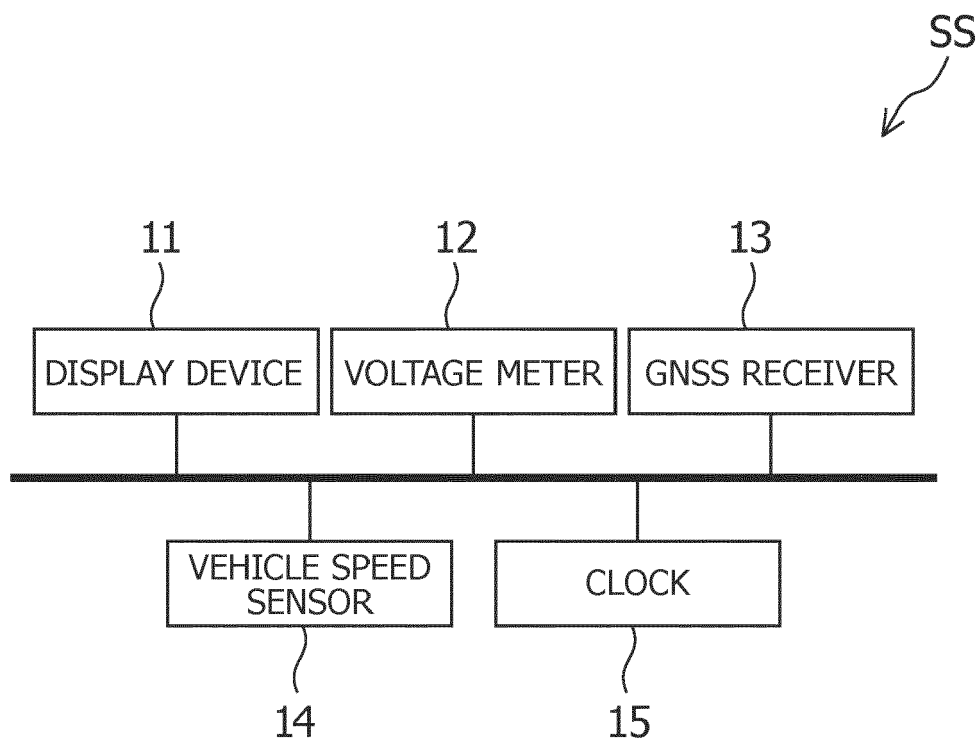 SS
11
12
13
DISPLAY DEVICE
VOLTAGE METER
GNSS RECEIVER
VEHICLE SPEED
SENSOR
CLOCK
14
15